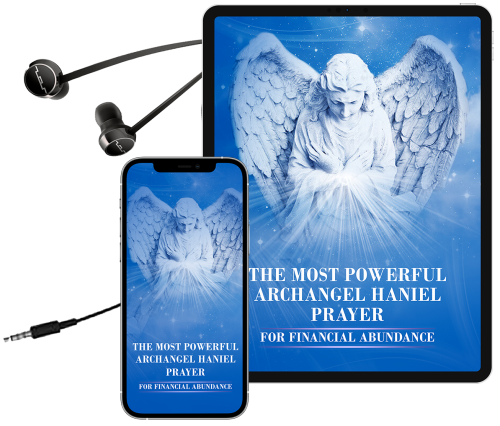 THE MOST POWERFUL
ARCHANGEL HANIEL
PRAYER
FOR FINANCIAL ABUNDANCE
THE MOST POWERFUL
ARCHANGEL HANIEL
PRAYER
FOR FINANCIAL ABUNDANCE